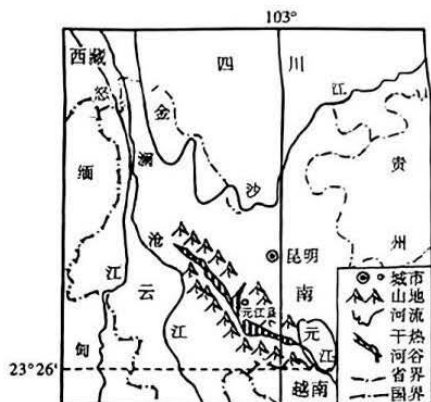 103°
西藏
四 川
怒
金
江
澜
缅
沙
贵
沧
昆明
州
江
元江县
云
南
元
江
江
甸
越南
23°26′
城市
山地
河流
干热
河谷
省界
国界